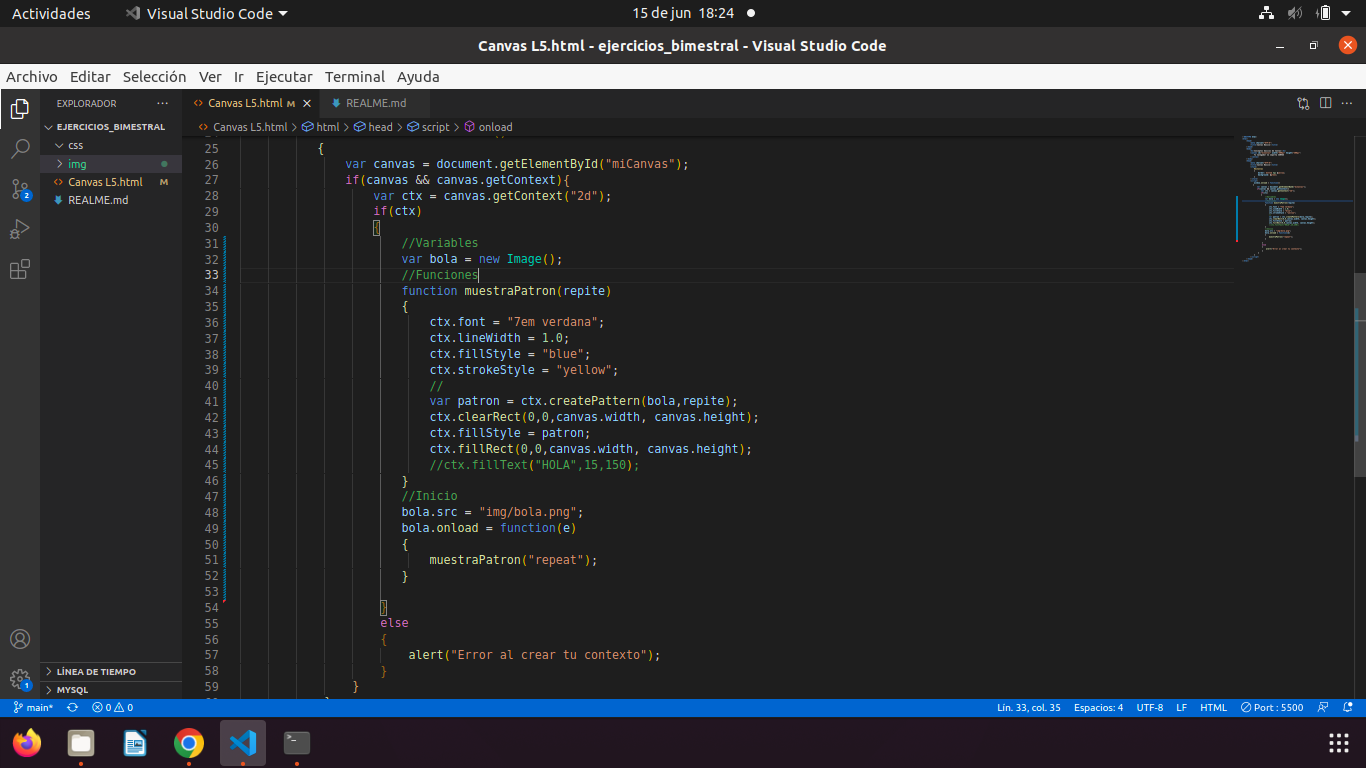 Actividades
Visual Studio Code
15 de jun 18:24
Canvas L5.html - ejercicios_bimestral - Visual Studio Code
Archivo Editar Selección Ver Ir Ejecutar Terminal Ayuda
EXPLORADOR
EJERCICIOS_BIMESTRAL
css
img
Canvas L5.html M
REALME.md
LÍNEA DE TIEMPO
MYSQL
2
1
Canvas L5.html M
REALME.md
Canvas L5.html > html > head > script > onload
25 {
26 var canvas = document.getElementById("miCanvas");
27 if(canvas && canvas.getContext){
28 var ctx = canvas.getContext("2d");
29 if(ctx)
30 {
31 //Variables
32 var bola = new Image();
33 //Funciones
34 function muestraPatron(repite)
35 {
36 ctx.font = "7em verdana";
37 ctx.lineWidth = 1.0;
38 ctx.fillStyle = "blue";
39 ctx.strokeStyle = "yellow";
40 //
41 var patron = ctx.createPattern(bola,repite);
42 ctx.clearRect(0,0,canvas.width, canvas.height);
43 ctx.fillStyle = patron;
44 ctx.fillRect(0,0,canvas.width, canvas.height);
45 //ctx.fillText("HOLA",15,150);
46 }
47 //Inicio
48 bola.src = "img/bola.png";
49 bola.onload = function(e)
50 {
51 muestraPatron("repeat");
52 }
53
54 }
55 else
56 {
57 alert("Error al crear tu contexto");
58 }
59 }
main*
0 0
Lín. 33, col. 35
Espacios: 4
UTF-8
LF
HTML
Port : 5500